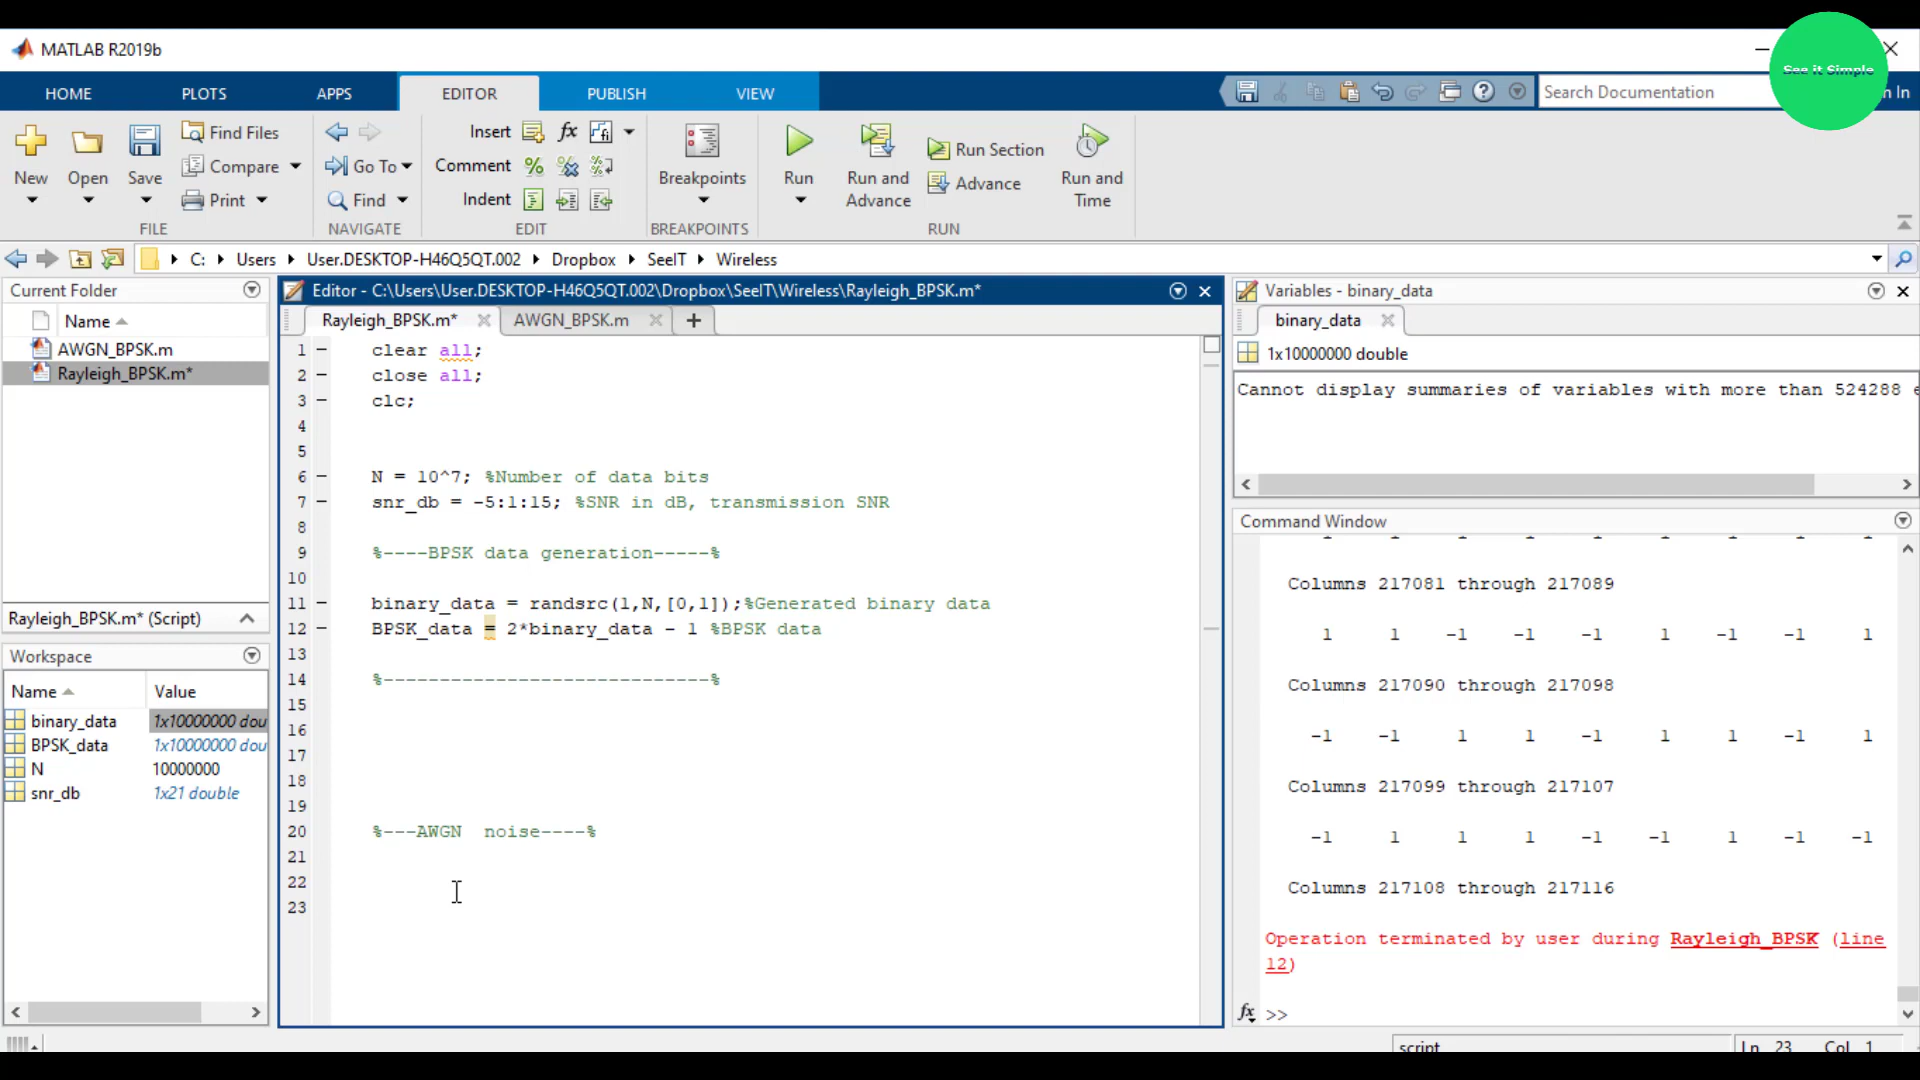 MATLAB R2019b
See it Simple
HOME PLOTS APPS EDITOR PUBLISH VIEW Search Documentation n In
New Open Save Find Files Compare Print Go To Find Insert Comment Indent Breakpoints Run Run and Advance Run Section Advance Run and Time
FILE NAVIGATE EDIT BREAKPOINTS RUN
C: Users User.DESKTOP-H46Q5QT.002 Dropbox SeeIT Wireless
Current Folder
Name
AWGN_BPSK.m
Rayleigh_BPSK.m*
Rayleigh_BPSK.m* (Script)
Workspace
Name Value
binary_data 1x10000000 dou
BPSK_data 1x10000000 dou
N 10000000
snr_db 1x21 double
Editor - C:\Users\User.DESKTOP-H46Q5QT.002\Dropbox\SeeIT\Wireless\Rayleigh_BPSK.m*
Rayleigh_BPSK.m* AWGN_BPSK.m +
1 – clear all;
2 – close all;
3 – clc;
4
5
6 – N = 10^7; %Number of data bits
7 – snr_db = -5:1:15; %SNR in dB, transmission SNR
8
9 %----BPSK data generation-----%
10
11 – binary_data = randsrc(1,N,[0,1]);%Generated binary data
12 – BPSK_data = 2*binary_data - 1 %BPSK data
13
14 %-----------------------------%
15
16
17
18
19
20 %---AWGN  noise----%
21
22
23
Variables - binary_data
binary_data
1x10000000 double
Cannot display summaries of variables with more than 524288 e
Command Window
Columns 217081 through 217089
1 1 -1 -1 -1 1 -1 -1 1
Columns 217090 through 217098
-1 -1 1 1 -1 1 1 -1 1
Columns 217099 through 217107
-1 1 1 1 -1 -1 1 -1 -1
Columns 217108 through 217116
Operation terminated by user during Rayleigh_BPSK (line
12)
fx >>
script Ln 23 Col 1